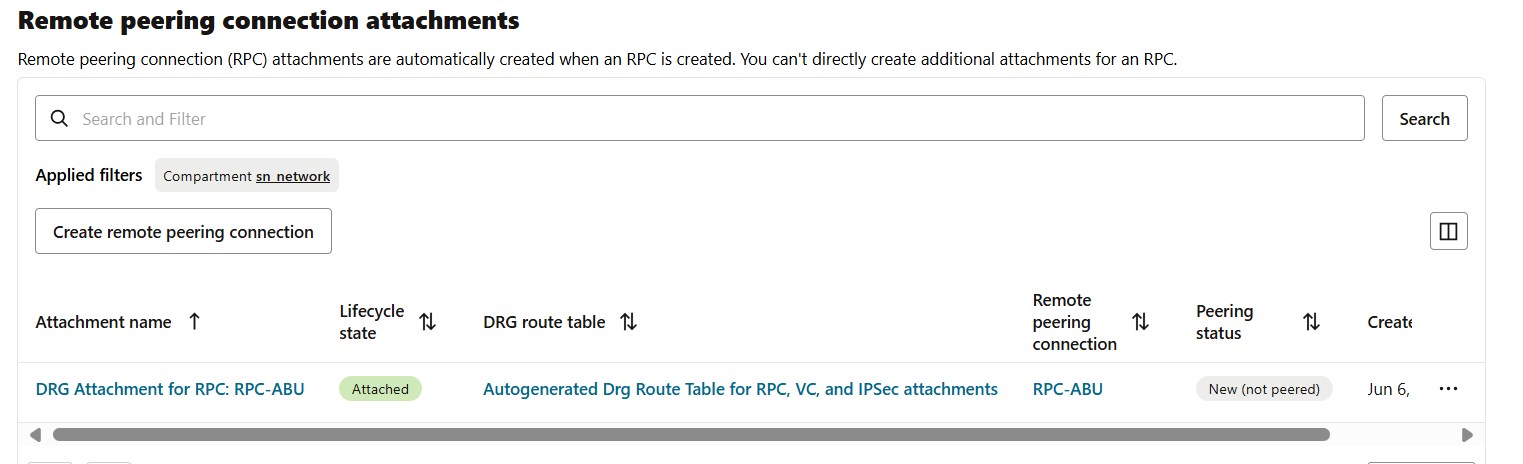 Remote peering connection attachments
Remote peering connection (RPC) attachments are automatically created when an RPC is created. You can't directly create additional attachments for an RPC.
Search and Filter
Search
Applied filters
Compartment sn_network
Create remote peering connection
Attachment name
Lifecycle
state
DRG route table
Remote
peering
connection
Peering
status
Create
DRG Attachment for RPC: RPC-ABU
Attached
Autogenerated Drg Route Table for RPC, VC, and IPSec attachments
RPC-ABU
New (not peered)
Jun 6,